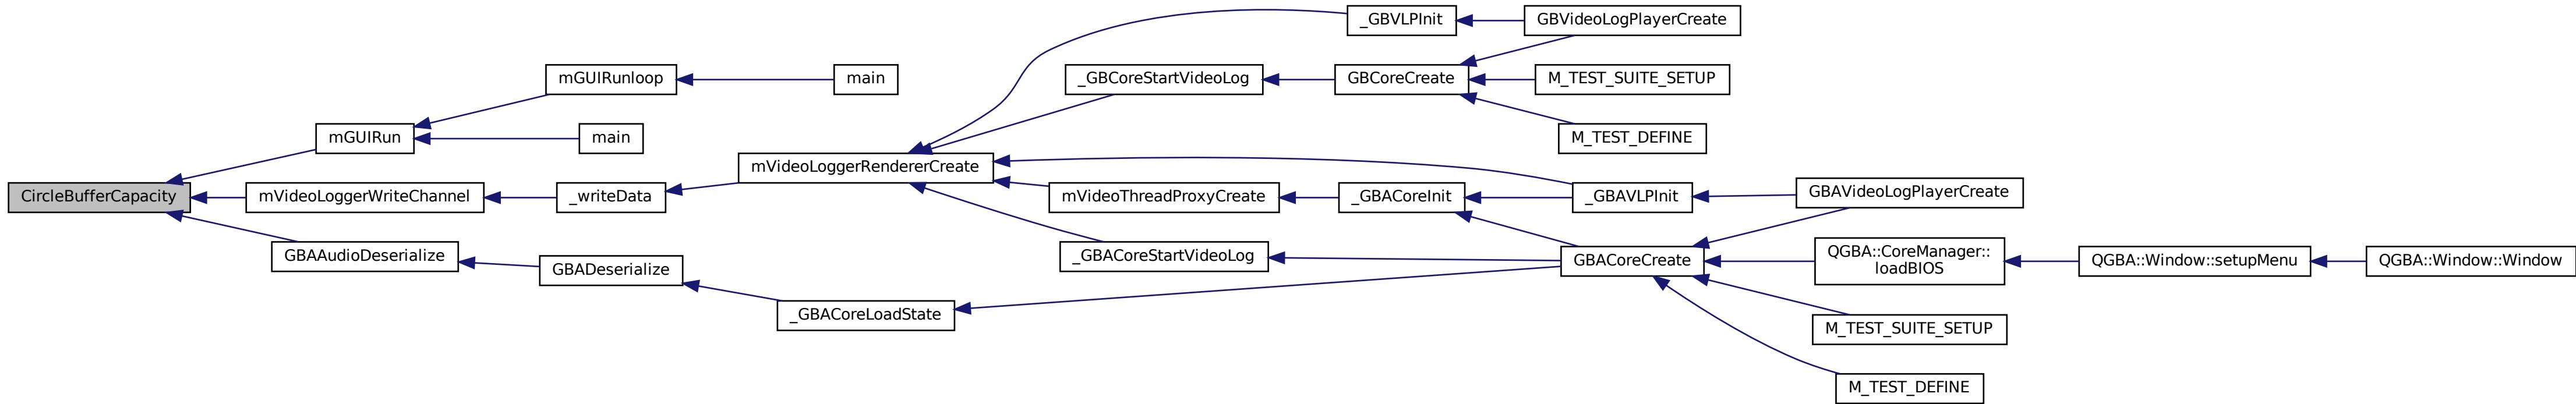 _GBVLPInit
GBVideoLogPlayerCreate
mGUIRunloop
main
_GBCoreStartVideoLog
GBCoreCreate
M_TEST_SUITE_SETUP
mGUIRun
main
M_TEST_DEFINE
mVideoLoggerRendererCreate
CircleBufferCapacity
mVideoLoggerWriteChannel
_writeData
mVideoThreadProxyCreate
_GBACoreInit
_GBAVLPInit
GBAVideoLogPlayerCreate
GBAAudioDeserialize
GBADeserialize
_GBACoreStartVideoLog
GBACoreCreate
QGBA::CoreManager::
loadBIOS
QGBA::Window::setupMenu
QGBA::Window::Window
_GBACoreLoadState
M_TEST_SUITE_SETUP
M_TEST_DEFINE